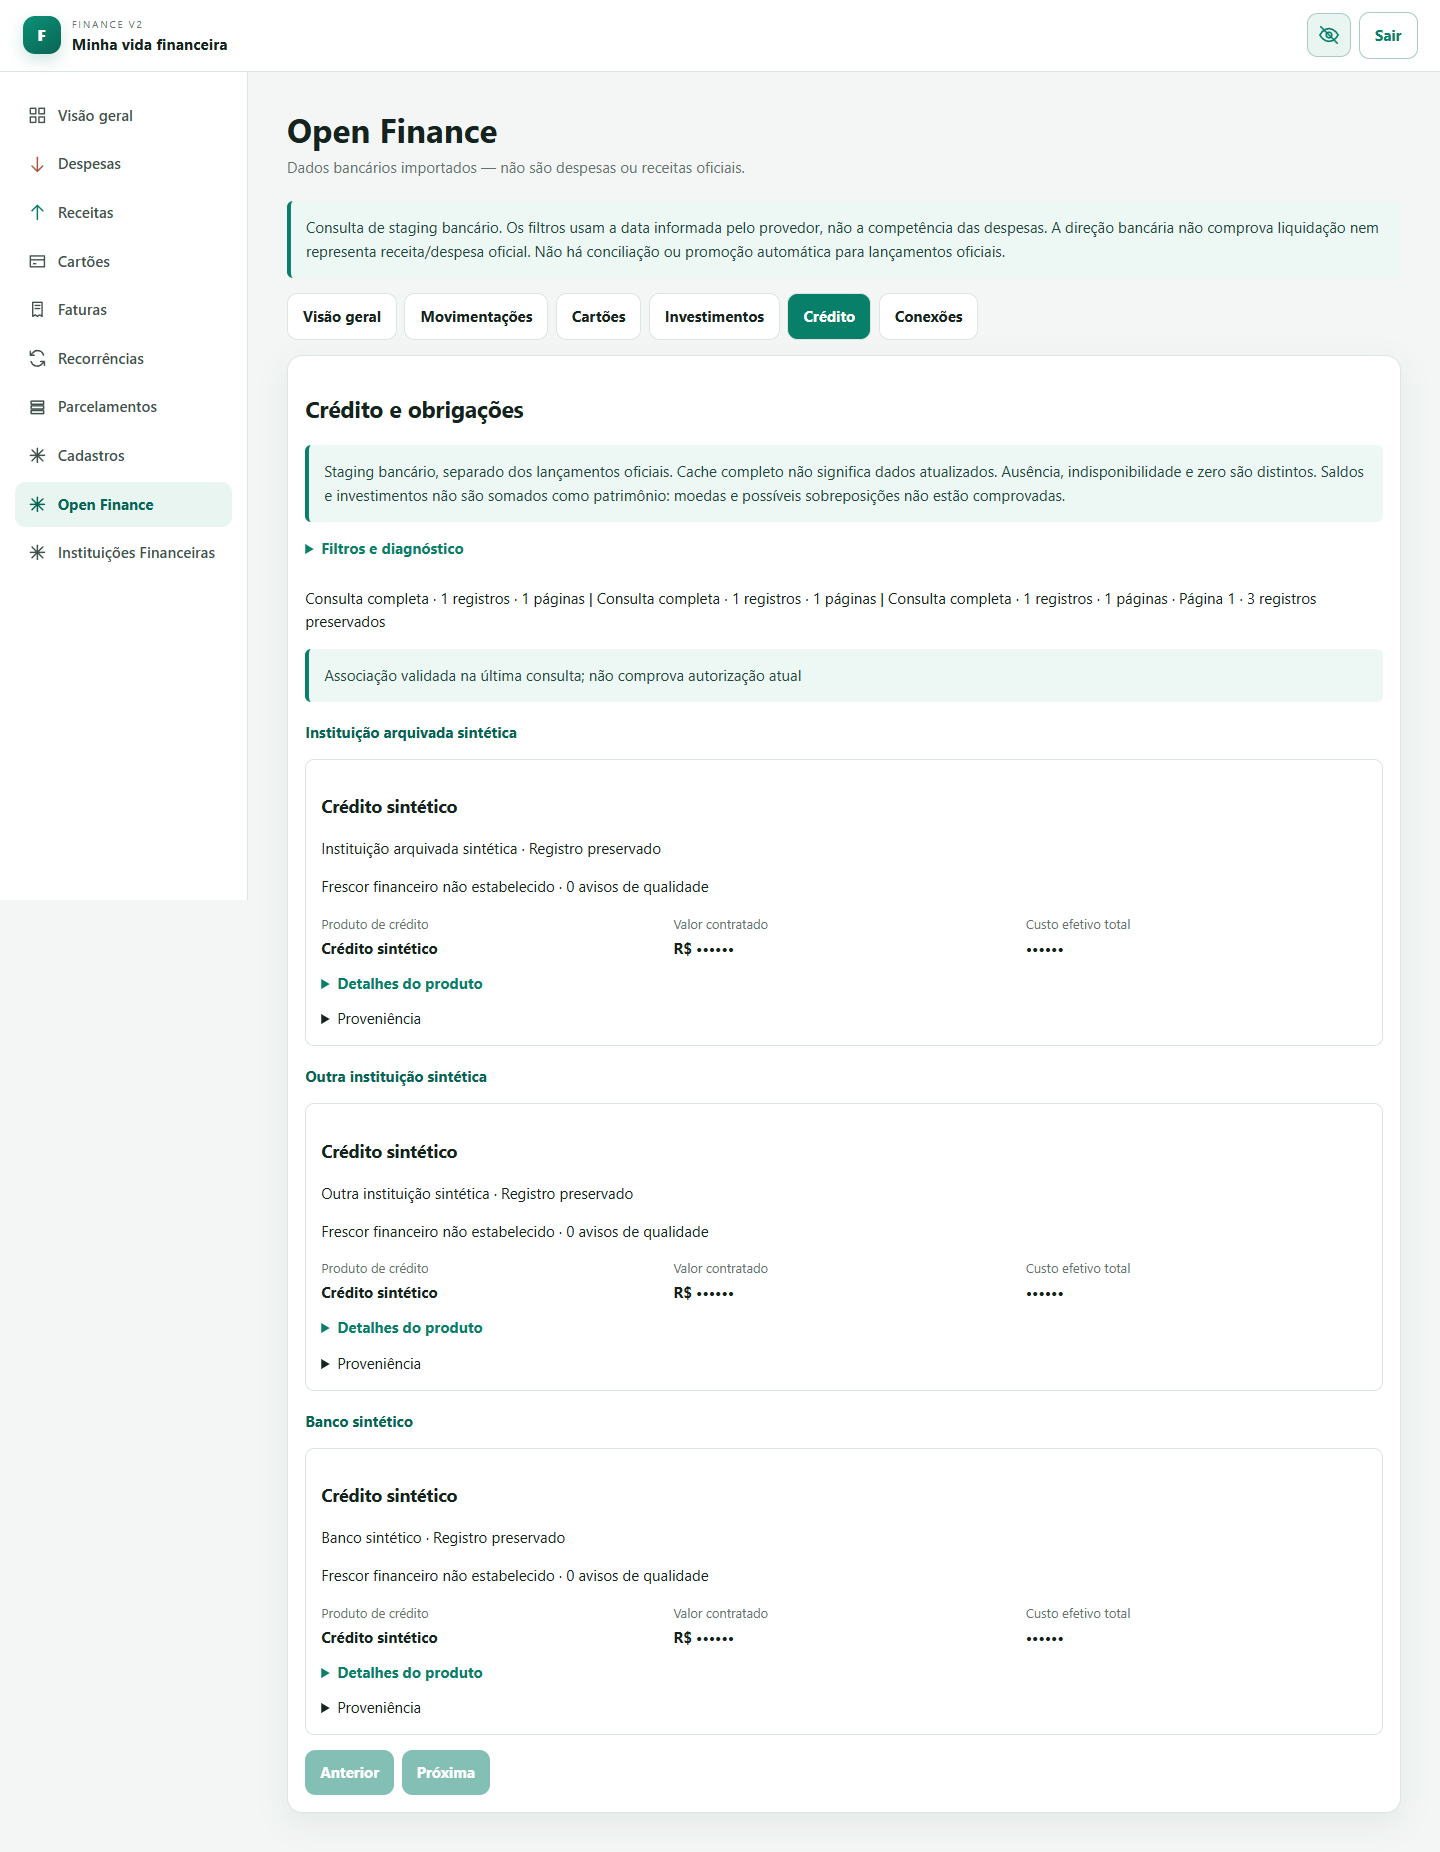 F
FINANCE V2
Minha vida financeira
Sair
Visão geral
Despesas
Receitas
Cartões
Faturas
Recorrências
Parcelamentos
Cadastros
Open Finance
Instituições Financeiras
Open Finance
Dados bancários importados — não são despesas ou receitas oficiais.
Consulta de staging bancário. Os filtros usam a data informada pelo provedor, não a competência das despesas. A direção bancária não comprova liquidação nem
representa receita/despesa oficial. Não há conciliação ou promoção automática para lançamentos oficiais.
Visão geral
Movimentações
Cartões
Investimentos
Crédito
Conexões
Crédito e obrigações
Staging bancário, separado dos lançamentos oficiais. Cache completo não significa dados atualizados. Ausência, indisponibilidade e zero são distintos. Saldos
e investimentos não são somados como patrimônio: moedas e possíveis sobreposições não estão comprovadas.
Filtros e diagnóstico
Consulta completa · 1 registros · 1 páginas | Consulta completa · 1 registros · 1 páginas | Consulta completa · 1 registros · 1 páginas · Página 1 · 3 registros
preservados
Associação validada na última consulta; não comprova autorização atual
Instituição arquivada sintética
Crédito sintético
Instituição arquivada sintética · Registro preservado
Frescor financeiro não estabelecido · 0 avisos de qualidade
Produto de crédito
Crédito sintético
Valor contratado
R$ ••••••
Custo efetivo total
••••••
Detalhes do produto
Proveniência
Outra instituição sintética
Crédito sintético
Outra instituição sintética · Registro preservado
Frescor financeiro não estabelecido · 0 avisos de qualidade
Produto de crédito
Crédito sintético
Valor contratado
R$ ••••••
Custo efetivo total
••••••
Detalhes do produto
Proveniência
Banco sintético
Crédito sintético
Banco sintético · Registro preservado
Frescor financeiro não estabelecido · 0 avisos de qualidade
Produto de crédito
Crédito sintético
Valor contratado
R$ ••••••
Custo efetivo total
••••••
Detalhes do produto
Proveniência
Anterior
Próxima